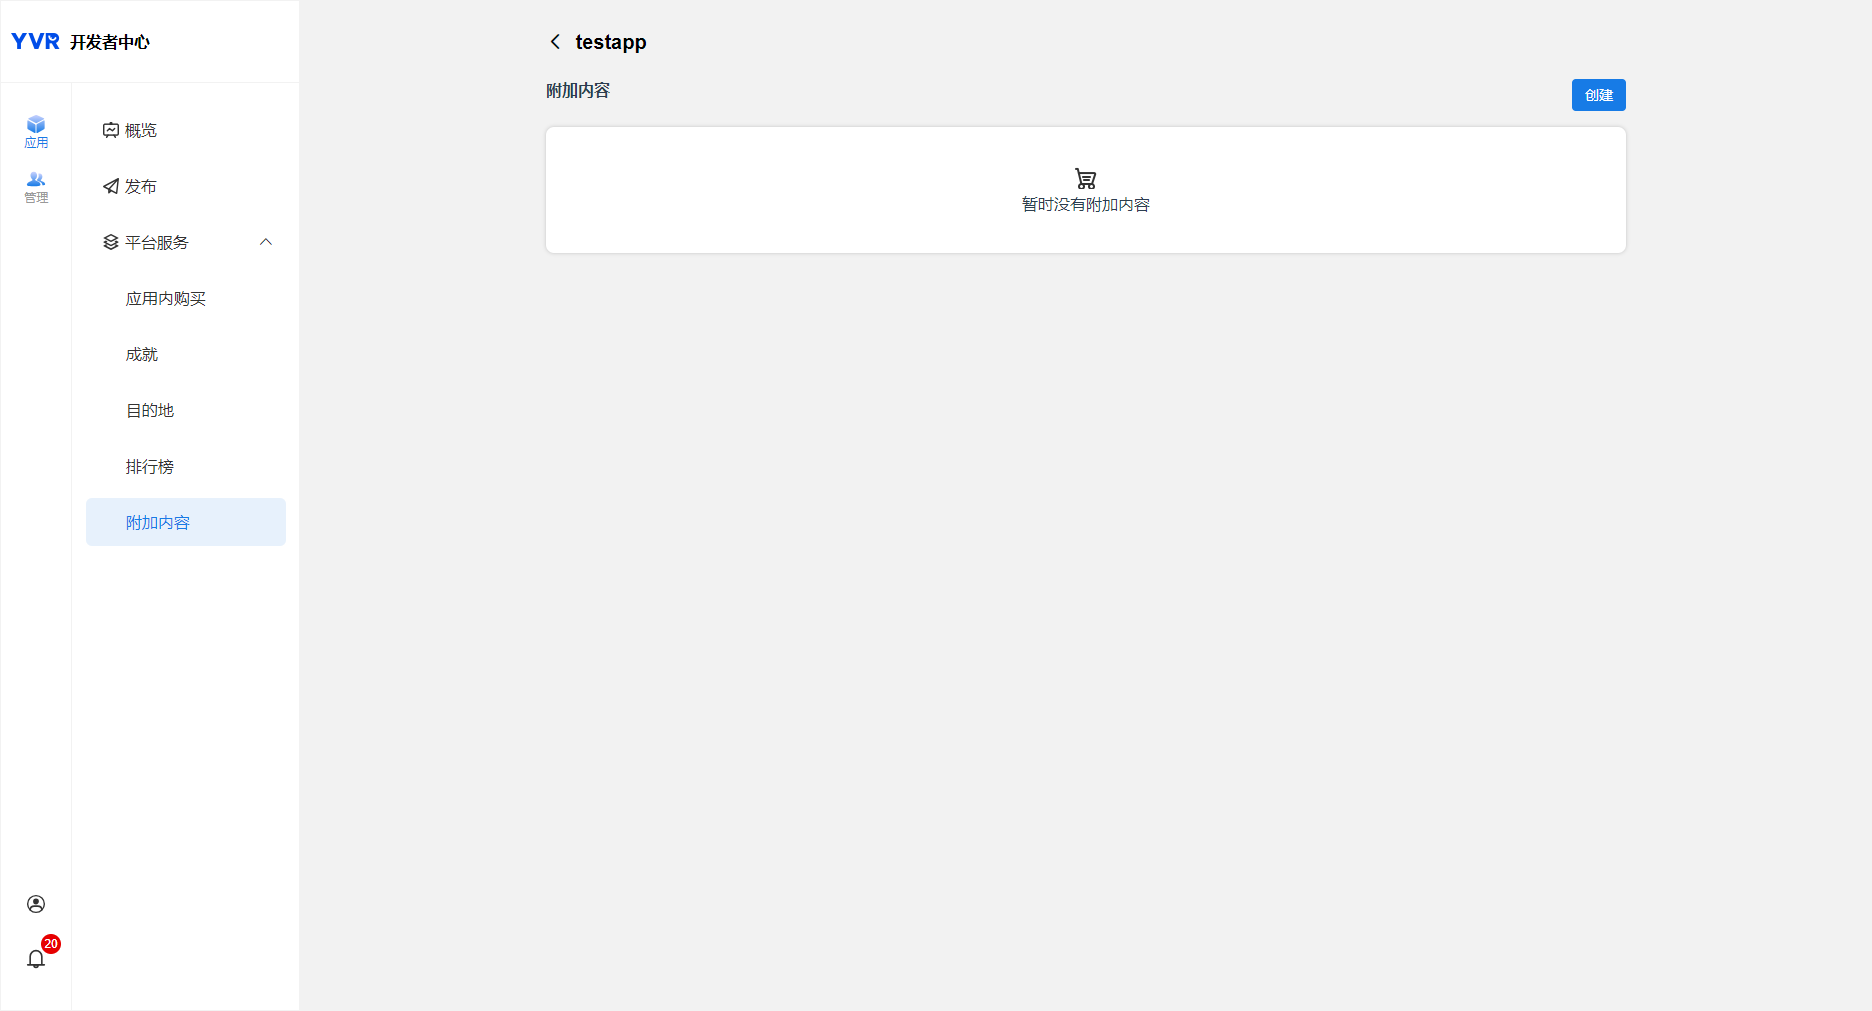 YVR 开发者中心
应用
管理
20
概览
发布
平台服务
应用内购买
成就
目的地
排行榜
附加内容
testapp
附加内容
创建
暂时没有附加内容